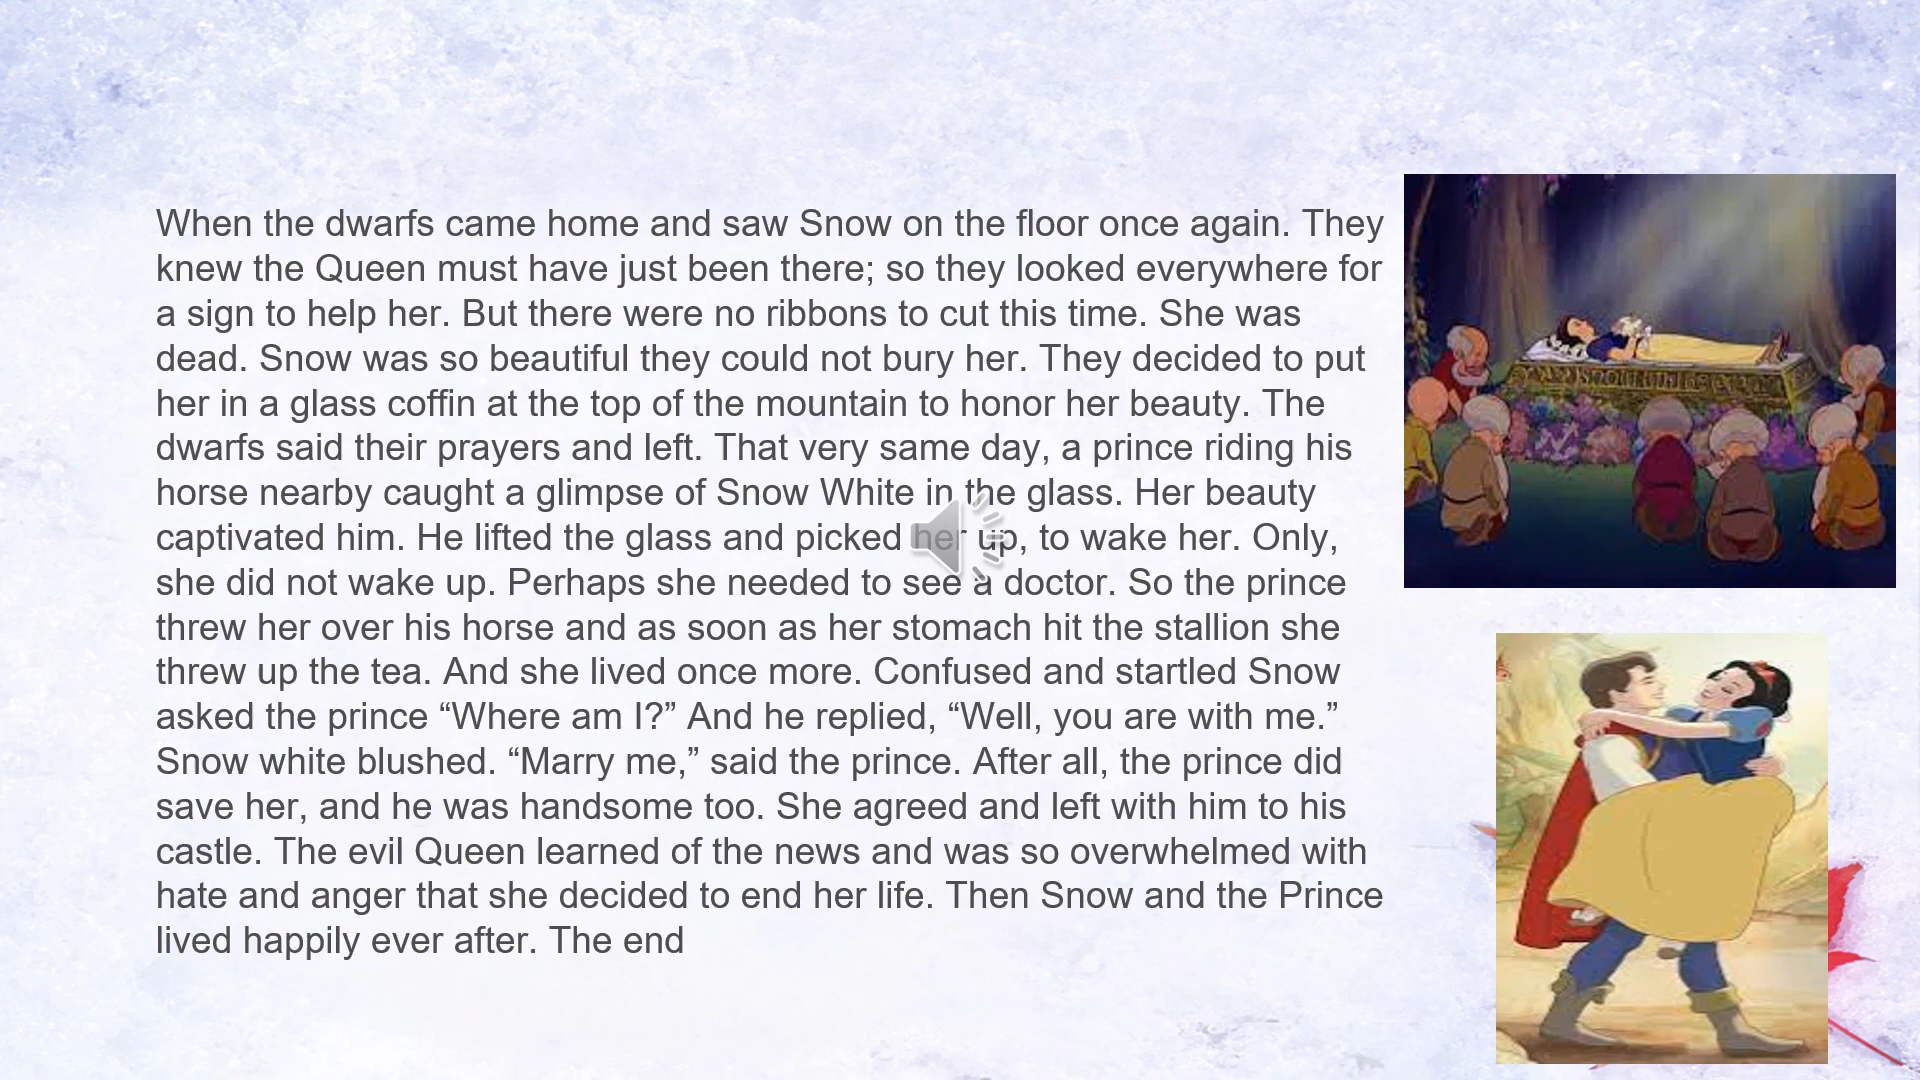 When the dwarfs came home and saw Snow on the floor once again. They
knew the Queen must have just been there; so they looked everywhere for
a sign to help her. But there were no ribbons to cut this time. She was
dead. Snow was so beautiful they could not bury her. They decided to put
her in a glass coffin at the top of the mountain to honor her beauty. The
dwarfs said their prayers and left. That very same day, a prince riding his
horse nearby caught a glimpse of Snow White in the glass. Her beauty
captivated him. He lifted the glass and picked her up, to wake her. Only,
she did not wake up. Perhaps she needed to see a doctor. So the prince
threw her over his horse and as soon as her stomach hit the stallion she
threw up the tea. And she lived once more. Confused and startled Snow
asked the prince “Where am I?” And he replied, “Well, you are with me.”
Snow white blushed. “Marry me,” said the prince. After all, the prince did
save her, and he was handsome too. She agreed and left with him to his
castle. The evil Queen learned of the news and was so overwhelmed with
hate and anger that she decided to end her life. Then Snow and the Prince
lived happily ever after. The end